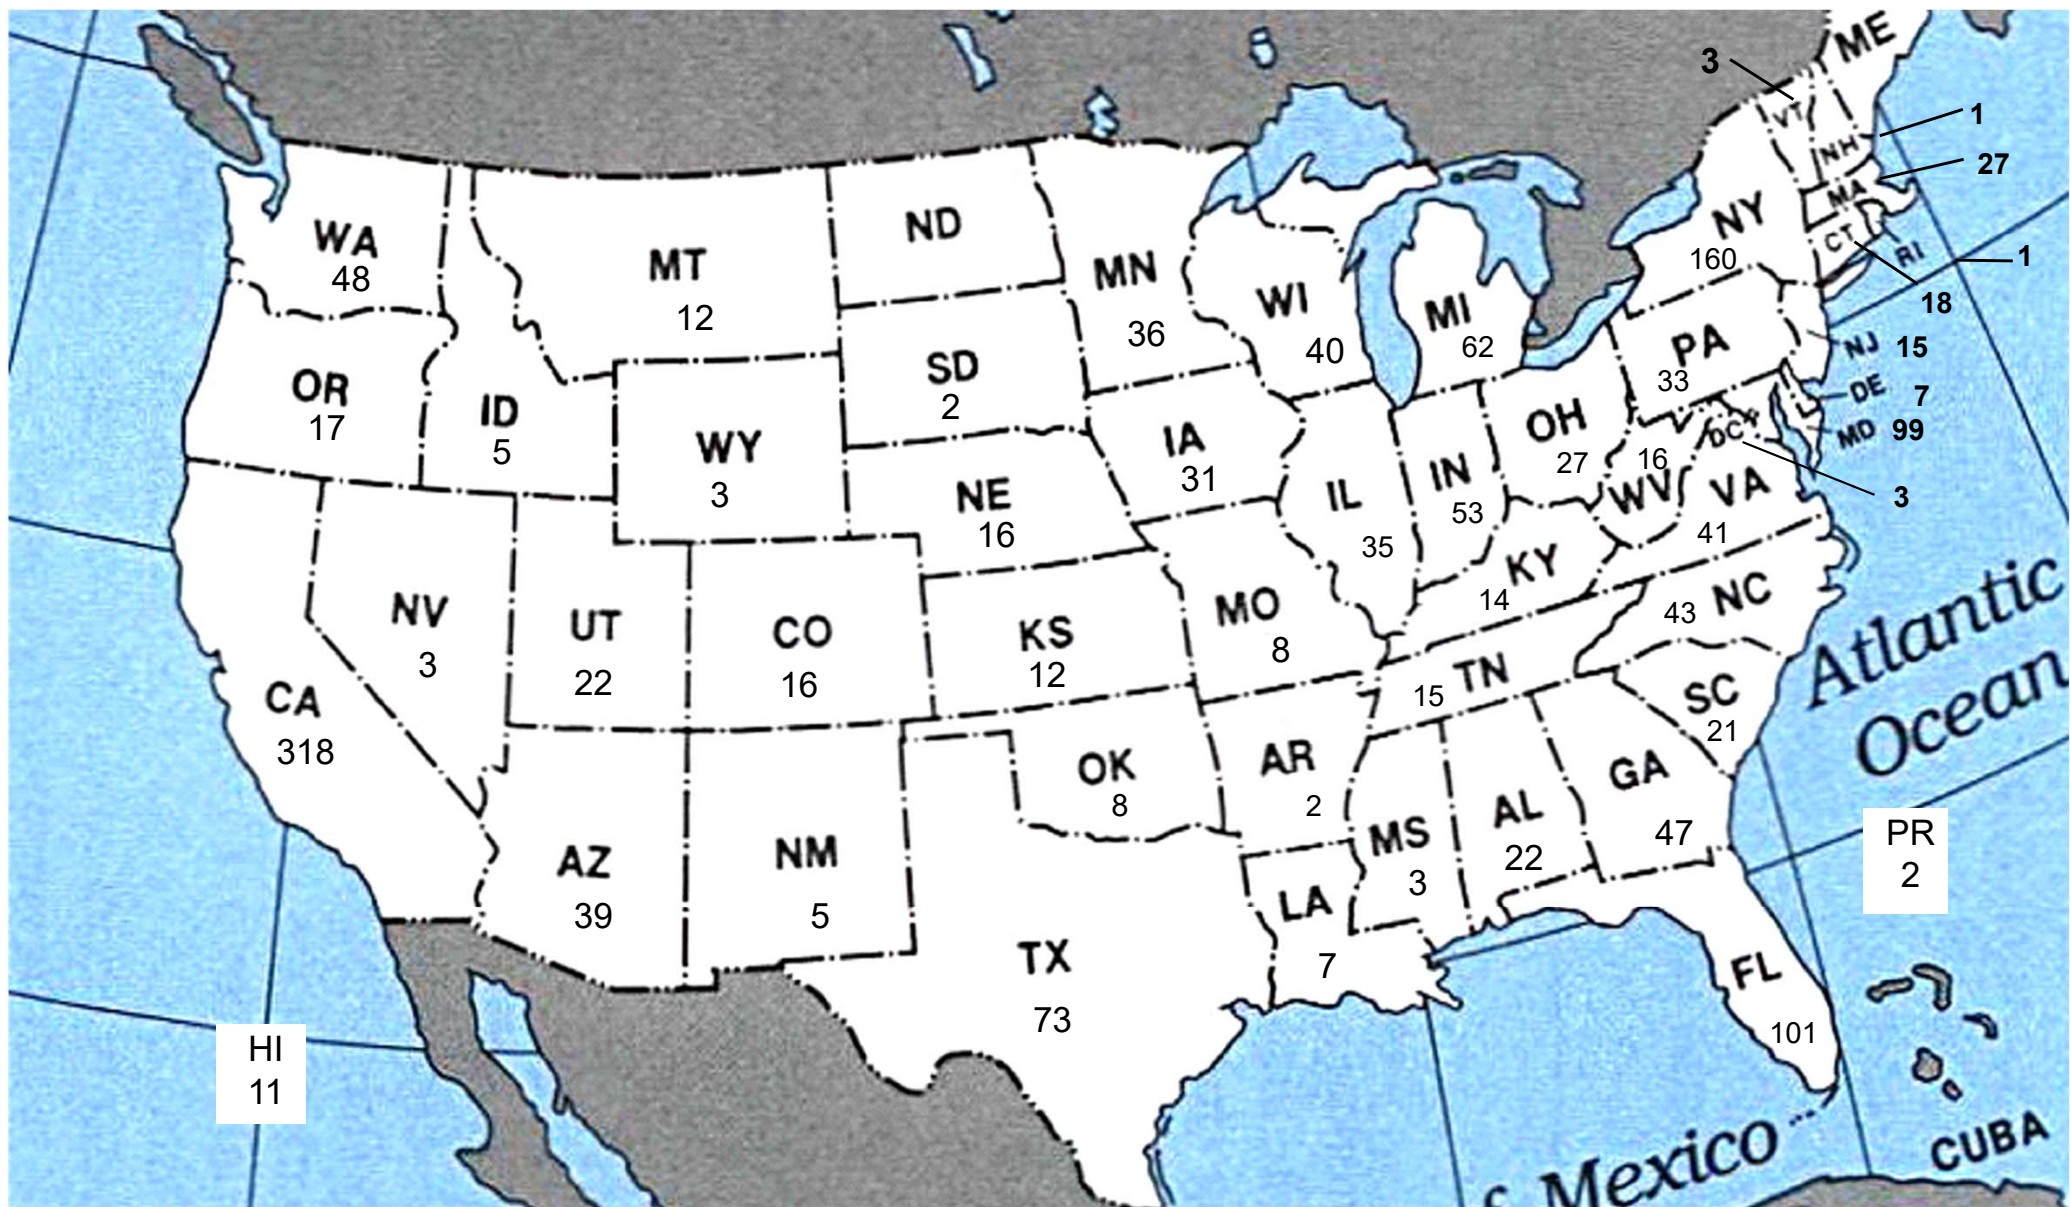 ME
3
VT
1
NH
27
MA
NY
160
CT
RI
1
18
WA
48
MT
12
ND
MN
36
WI
40
MI
62
PA
33
NJ 15
DE 7
MD 99
DC
3
OR
17
ID
5
WY
3
SD
2
IA
31
NE
16
IL
35
IN
53
OH
27
16
WV
VA
41
KY
14
NV
3
UT
22
CO
16
KS
12
MO
8
43 NC
15 TN
SC
21
CA
318
AZ
39
NM
5
OK
8
AR
2
MS
3
AL
22
GA
47
LA
7
TX
73
FL
101
Atlantic
Ocean
PR
2
HI
11
Mexico
CUBA